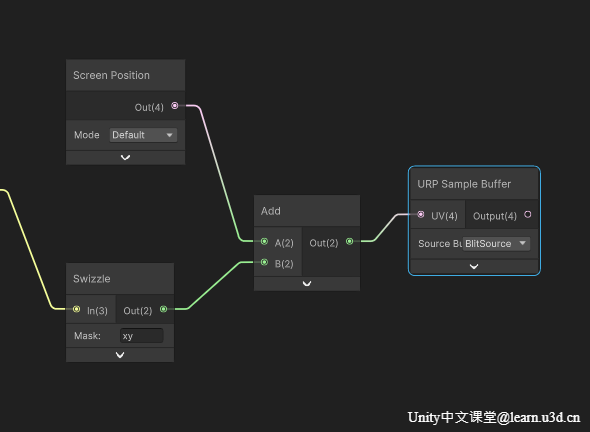 Screen Position
Out(4)
Mode Default
URP Sample Buffer
UV(4) Output(4)
Source Bu BlitSource
Add
A(2) Out(2)
B(2)
Swizzle
In(3) Out(2)
Mask: xy
Unity中文课堂@learn.u3d.cn